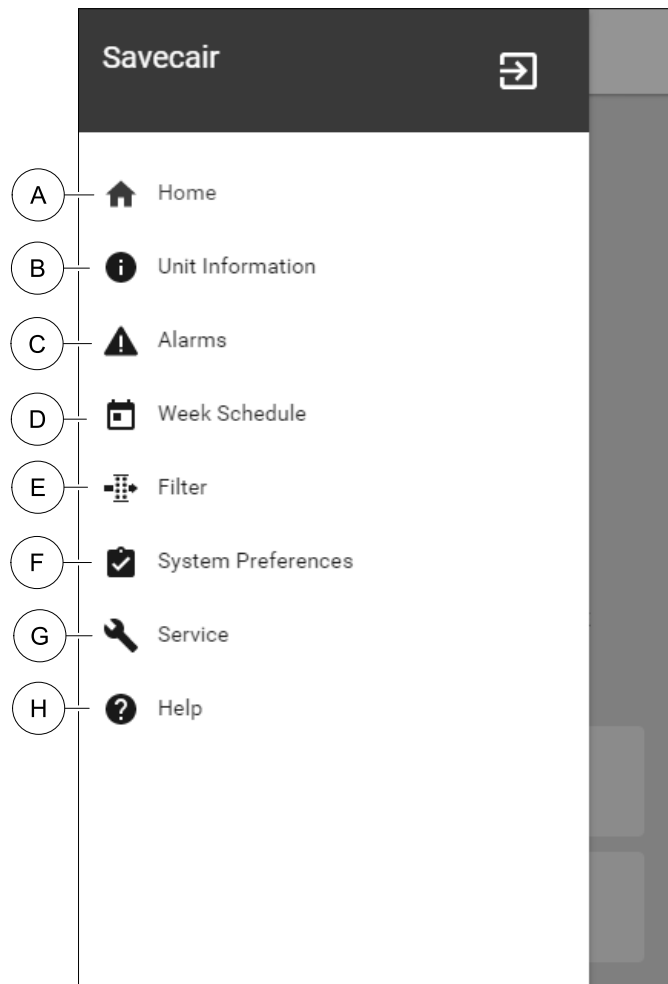 Savecair
A Home
B Unit Information
C Alarms
D Week Schedule
E Filter
F System Preferences
G Service
H Help